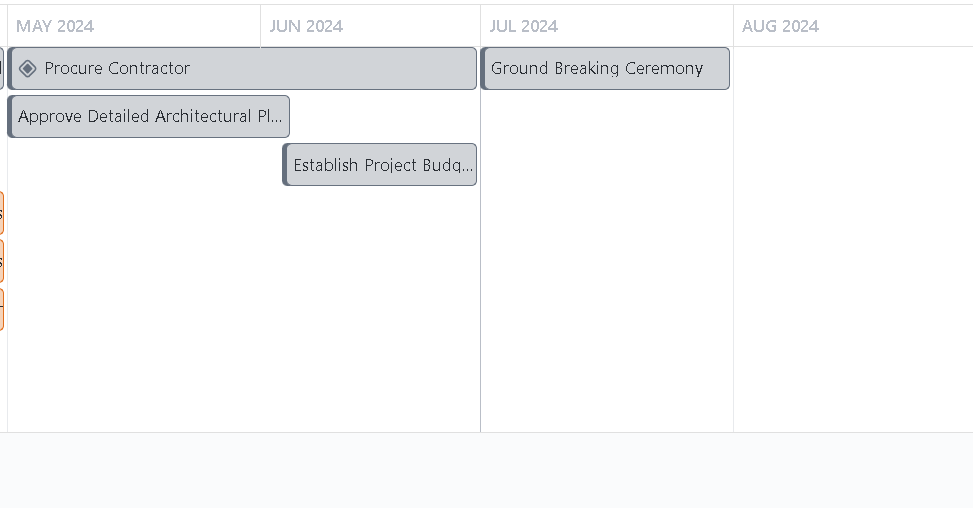 MAY 2024
JUN 2024
JUL 2024
AUG 2024
Procure Contractor
Ground Breaking Ceremony
Approve Detailed Architectural Pl...
Establish Project Budg...